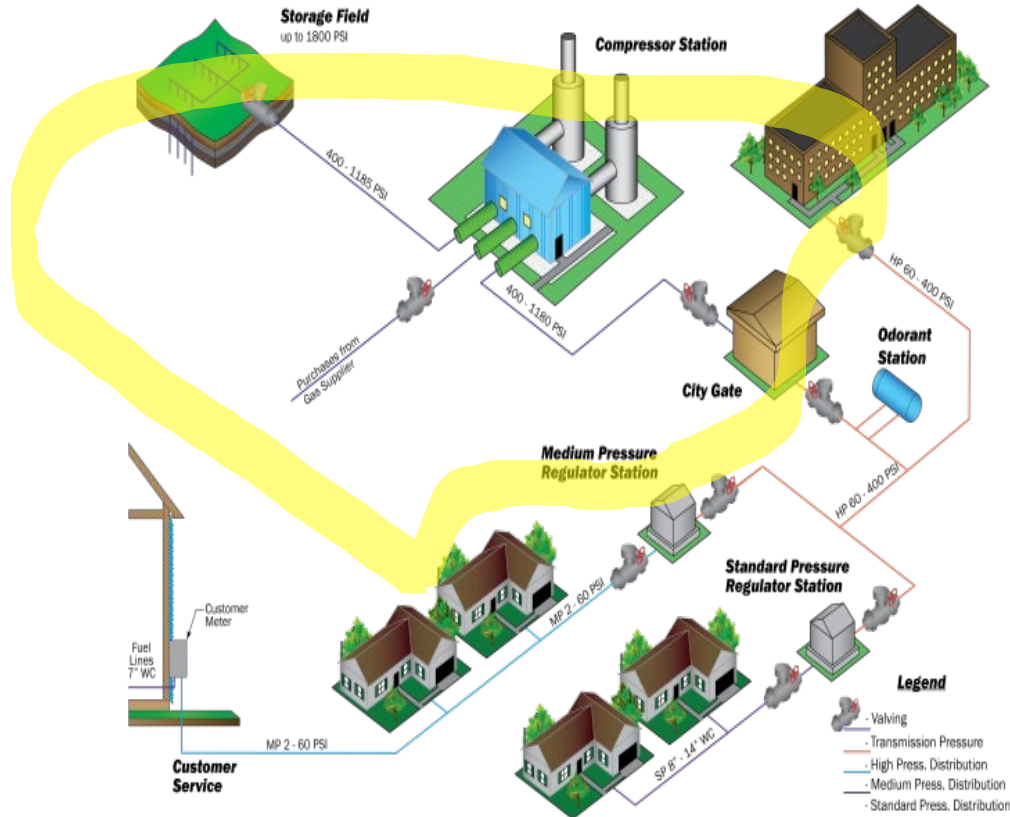 Storage Field
up to 1800 PSI
Compressor Station
400 - 1185 PSI
HP 60 - 400 PSI
400 - 1180 PSI
Purchases from
Gas Supplier
Odorant
Station
City Gate
Medium Pressure
Regulator Station
HP 60 - 400 PSI
Standard Pressure
Regulator Station
MP 2 - 60 PSI
Customer
Meter
Fuel
Lines
7" WC
MP 2 - 60 PSI
SP 8" - 14" WC
Customer
Service
Legend
- Valving
- Transmission Pressure
- High Press. Distribution
- Medium Press. Distribution
- Standard Press. Distribution